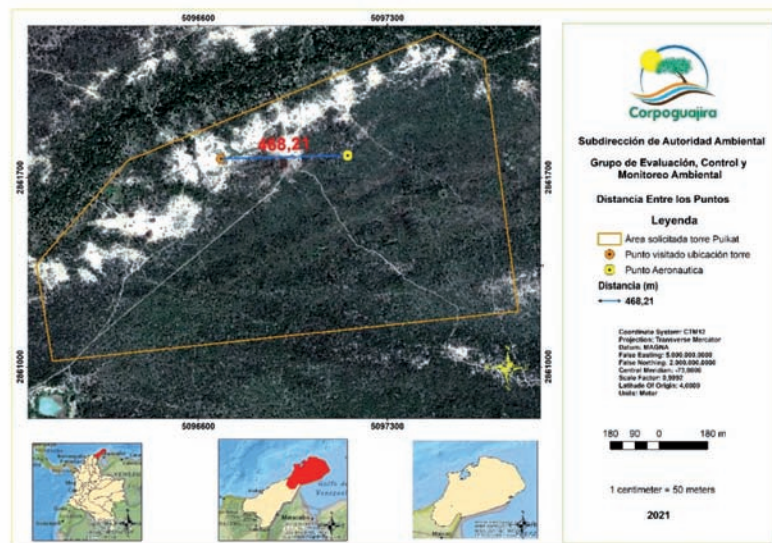 5096600
5097300
2861700
2861000
468,21
2861700
2861000
5096600
5097300
Corpoguajira
Subdirección de Autoridad Ambiental
Grupo de Evaluación, Control y
Monitoreo Ambiental
Distancia Entre los Puntos
Leyenda
Área solicitada torre Puikat
Punto visitado ubicación torre
Punto Aeronautica
Distancia (m)
468,21
Coordinate System: CTM12
Projection: Transverse Mercator
Datum: MAGNA
False Easting: 5.000.000,0000
False Northing: 2.000.000,0000
Central Meridian: -73,0000
Scale Factor: 0,9992
Latitude Of Origin: 4,0000
Units: Meter
180 90 0 180 m
1 centimeter = 50 meters
2021